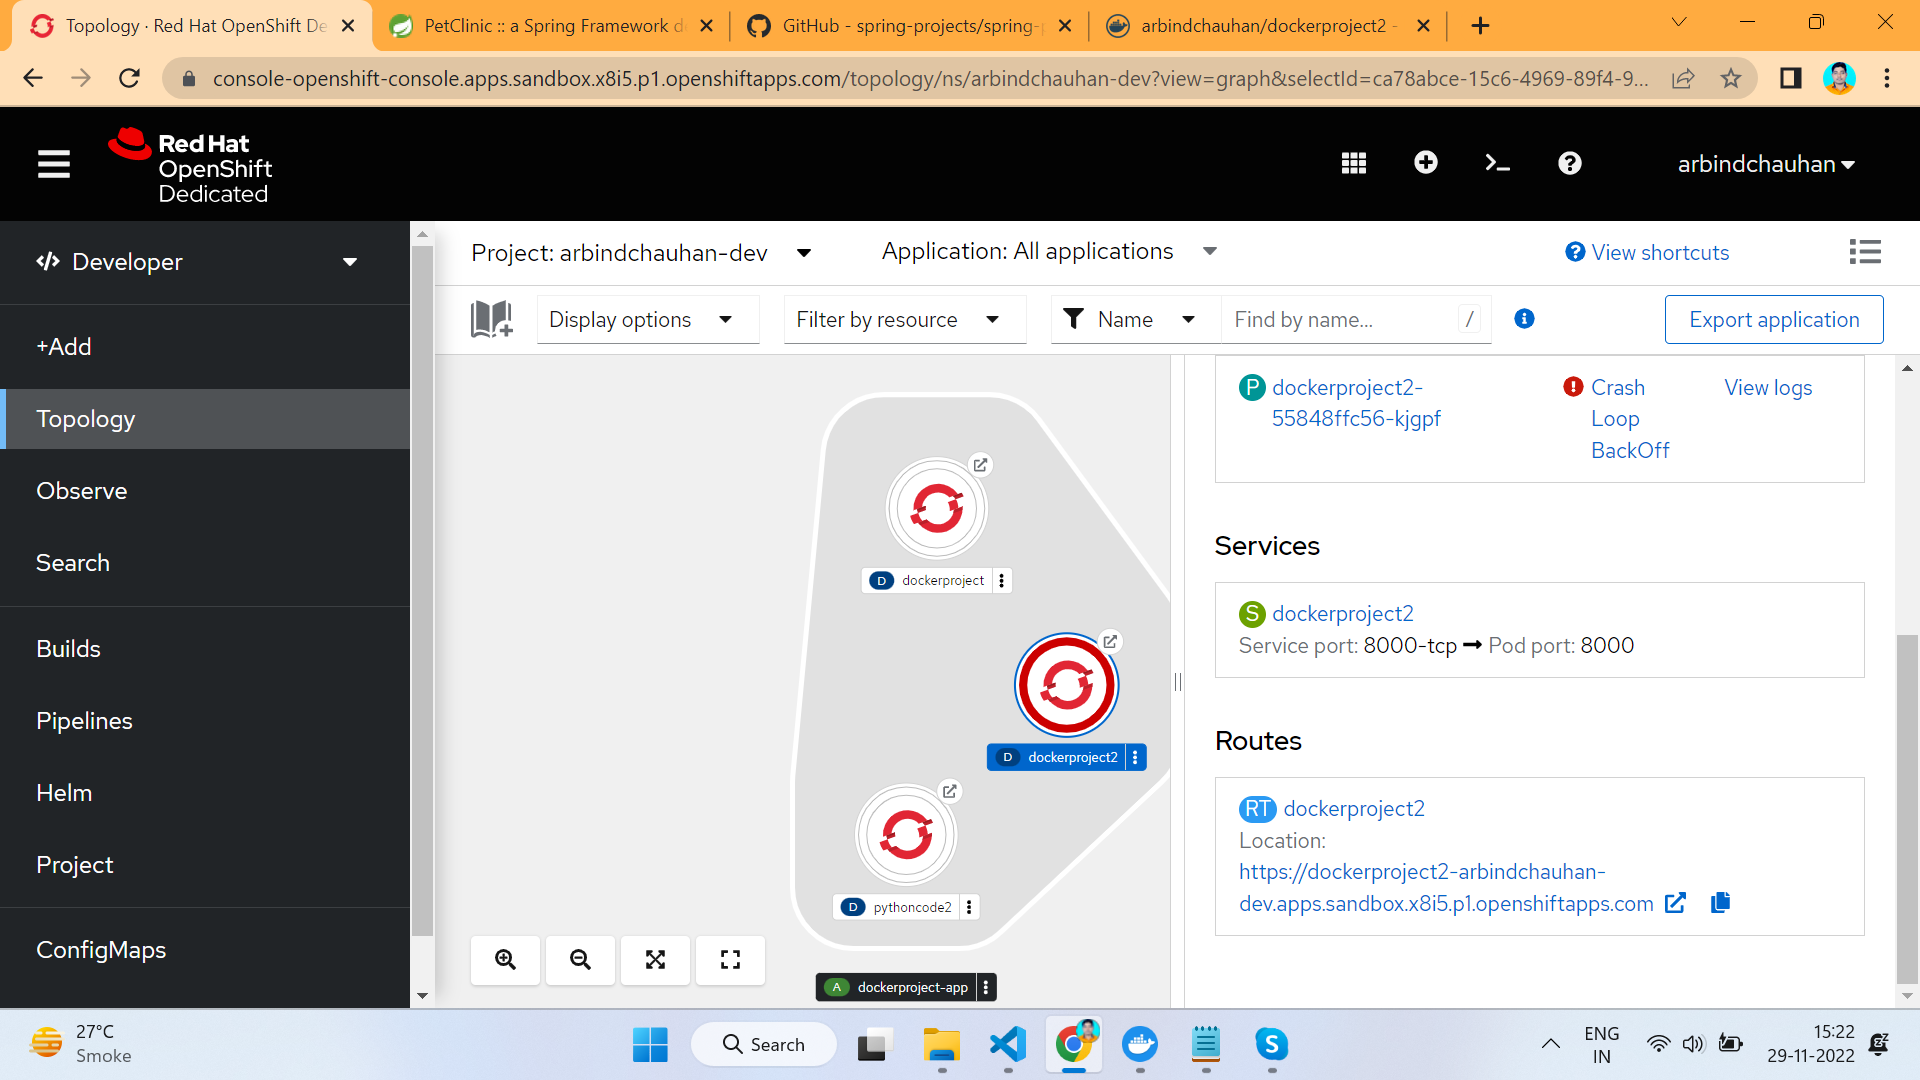 Topology · Red Hat OpenShift De
PetClinic :: a Spring Framework de
GitHub - spring-projects/spring-p
arbindchauhan/dockerproject2 -
console-openshift-console.apps.sandbox.x8i5.p1.openshiftapps.com/topology/ns/arbindchauhan-dev?view=graph&selectId=ca78abce-15c6-4969-89f4-9...
Red Hat
OpenShift
Dedicated
arbindchauhan
Developer
+Add
Topology
Observe
Search
Builds
Pipelines
Helm
Project
ConfigMaps
Project: arbindchauhan-dev
Application: All applications
View shortcuts
Display options
Filter by resource
Name
Find by name...
/
Export application
D dockerproject
D dockerproject2
D pythoncode2
A dockerproject-app
P dockerproject2-
55848ffc56-kjgpf
Crash
Loop
BackOff
View logs
Services
S dockerproject2
Service port: 8000-tcp ➞ Pod port: 8000
Routes
RT dockerproject2
Location:
https://dockerproject2-arbindchauhan-
dev.apps.sandbox.x8i5.p1.openshiftapps.com
27°C
Smoke
Search
ENG
IN
15:22
29-11-2022